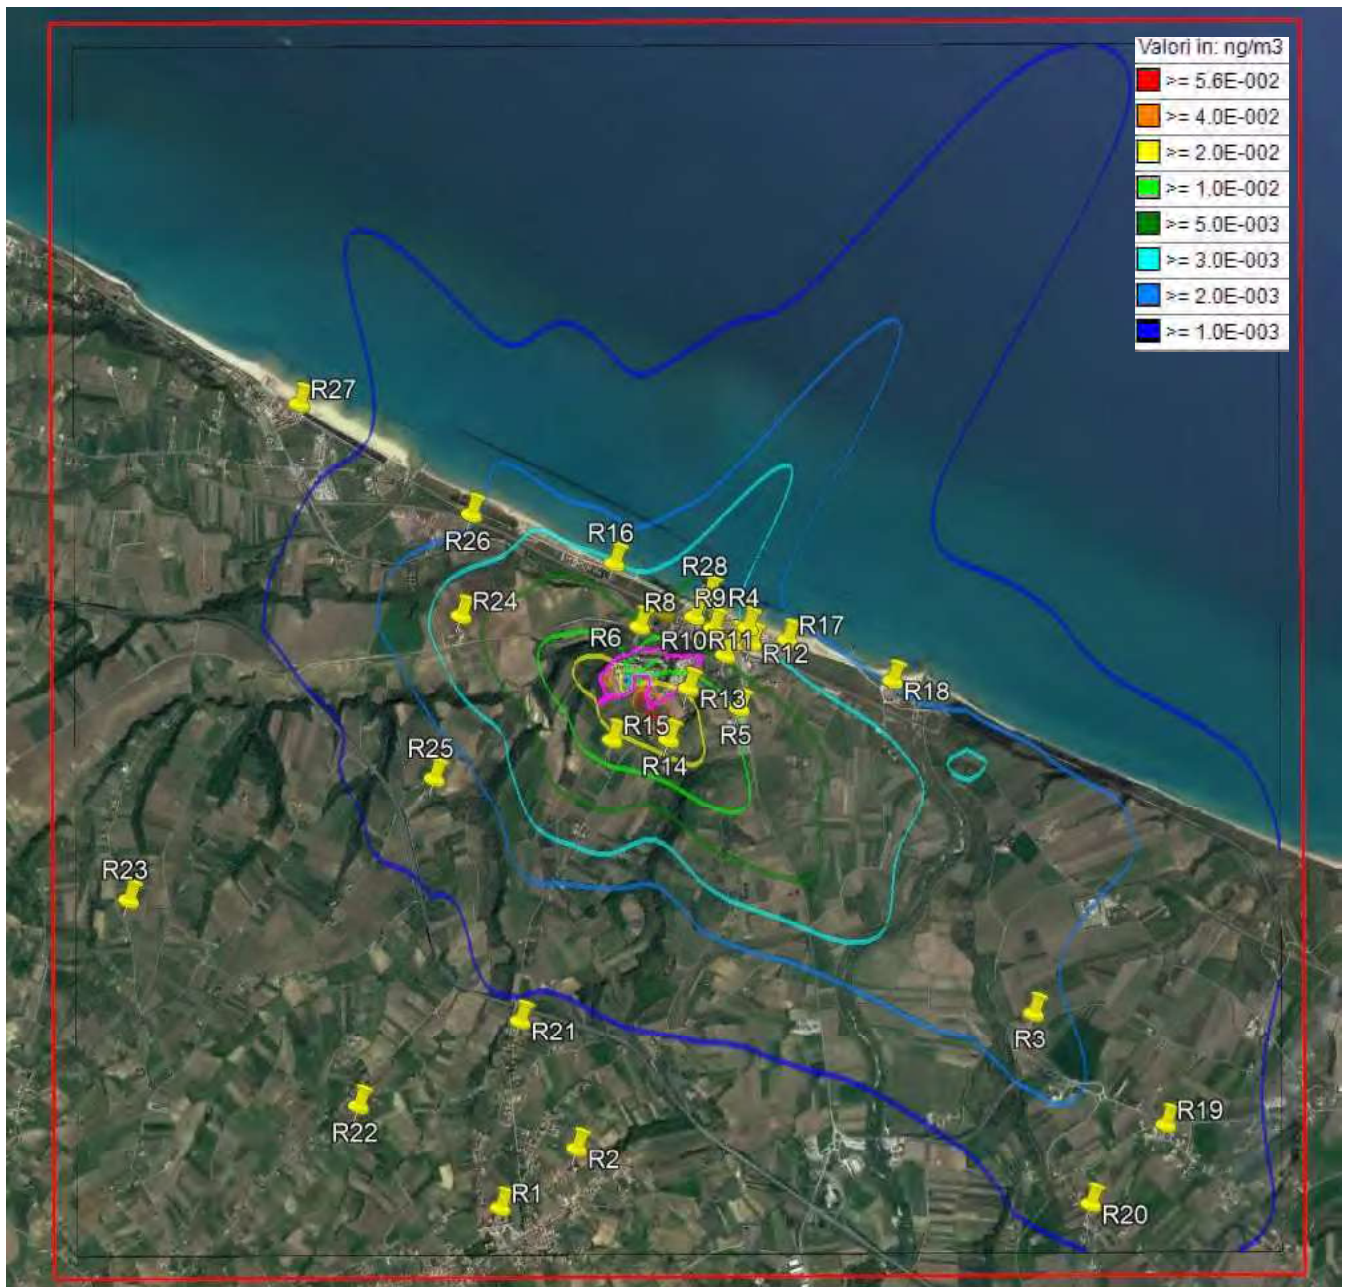 Valori in: ng/m3
>= 5.6E-002
>= 4.0E-002
>= 2.0E-002
>= 1.0E-002
>= 5.0E-003
>= 3.0E-003
>= 2.0E-003
>= 1.0E-003
R27
R26
R16
R28
R24
R8
R9
R4
R17
R6
R10
R11
R12
R18
R13
R15
R5
R14
R25
R23
R21
R3
R22
R19
R2
R1
R20